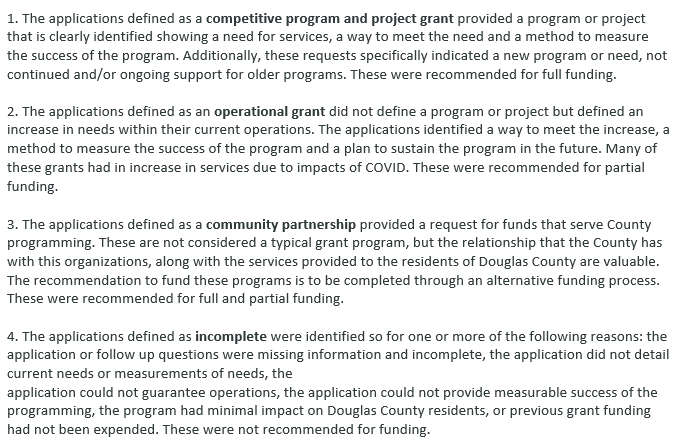 1. The applications defined as a competitive program and project grant provided a program or project
that is clearly identified showing a need for services, a way to meet the need and a method to measure
the success of the program. Additionally, these requests specifically indicated a new program or need, not
continued and/or ongoing support for older programs. These were recommended for full funding.
2. The applications defined as an operational grant did not define a program or project but defined an
increase in needs within their current operations. The applications identified a way to meet the increase, a
method to measure the success of the program and a plan to sustain the program in the future. Many of
these grants had in increase in services due to impacts of COVID. These were recommended for partial
funding.
3. The applications defined as a community partnership provided a request for funds that serve County
programming. These are not considered a typical grant program, but the relationship that the County has
with this organizations, along with the services provided to the residents of Douglas County are valuable.
The recommendation to fund these programs is to be completed through an alternative funding process.
These were recommended for full and partial funding.
4. The applications defined as incomplete were identified so for one or more of the following reasons: the
application or follow up questions were missing information and incomplete, the application did not detail
current needs or measurements of needs, the
application could not guarantee operations, the application could not provide measurable success of the
programming, the program had minimal impact on Douglas County residents, or previous grant funding
had not been expended. These were not recommended for funding.